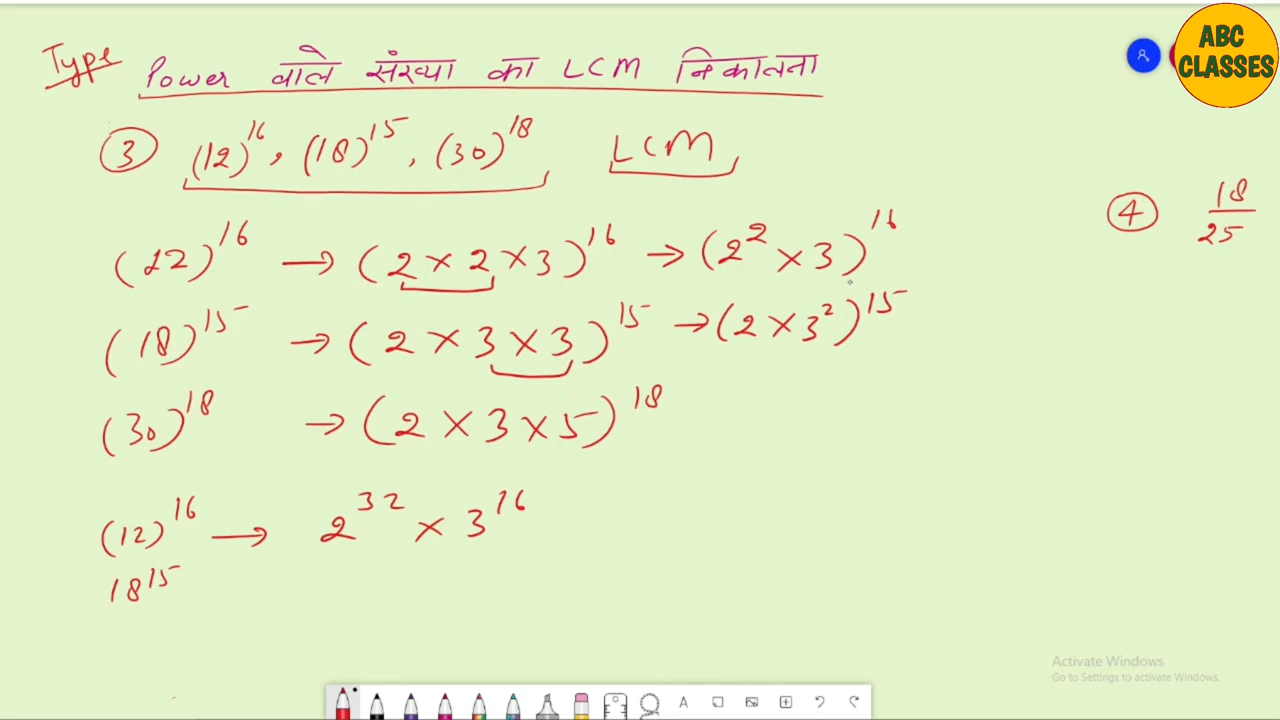 Type Power वाले संख्या का LCM निकालना
ABC CLASSES
③ (12)^16, (18)^15, (30)^18 LCM
④ 18/25
(22)^16 → (2 × 2 × 3)^16 → (2^2 × 3)^16
(18)^15 → (2 × 3 × 3)^15 → (2 × 3^2)^15
(30)^18 → (2 × 3 × 5)^18
(12)^16 → 2^32 × 3^16
18^15
Activate Windows
Go to Settings to activate Windows.